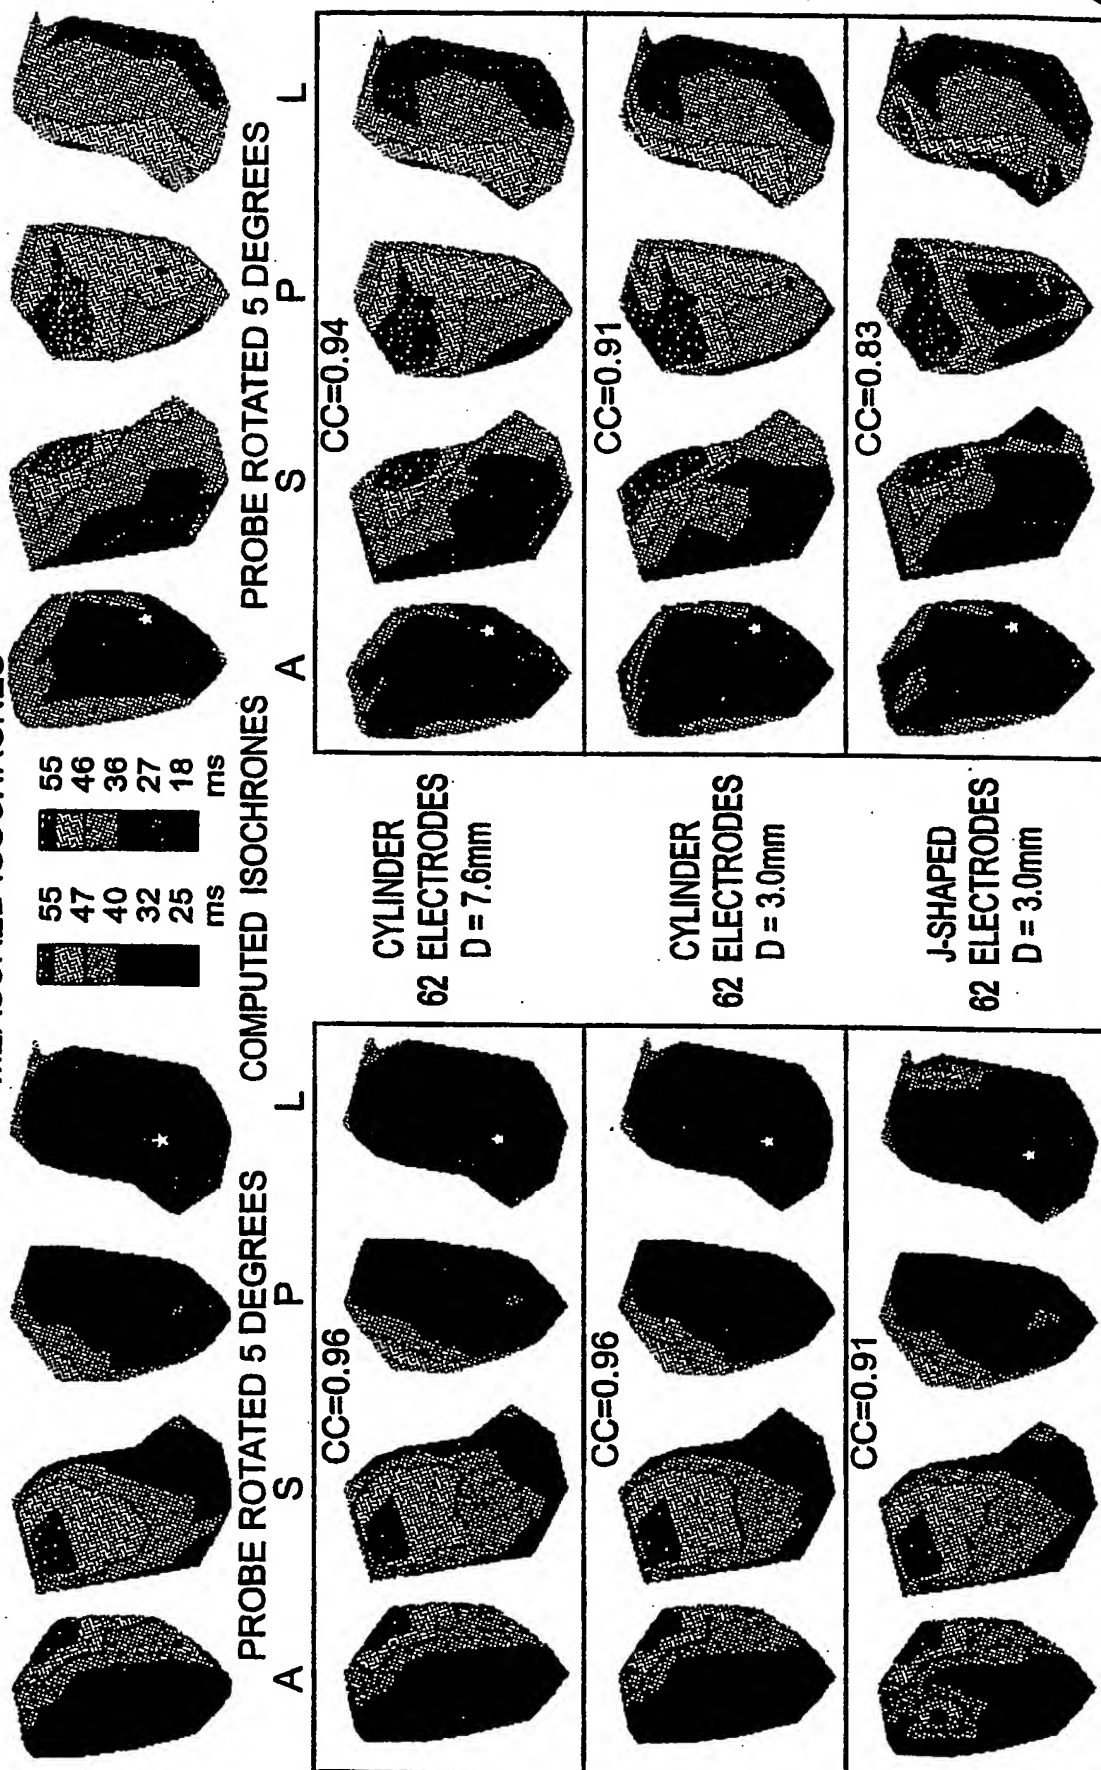 MEASURED ISOCHRONES
55 55
47 46
40 36
32 27
25 18
ms ms
PROBE ROTATED 5 DEGREES COMPUTED ISOCHRONES PROBE ROTATED 5 DEGREES
A S P L A S P L
CC=0.96 CC=0.94
CYLINDER
62 ELECTRODES
D = 7.6mm
CC=0.96 CC=0.91
CYLINDER
62 ELECTRODES
D = 3.0mm
CC=0.91 CC=0.83
J-SHAPED
62 ELECTRODES
D = 3.0mm